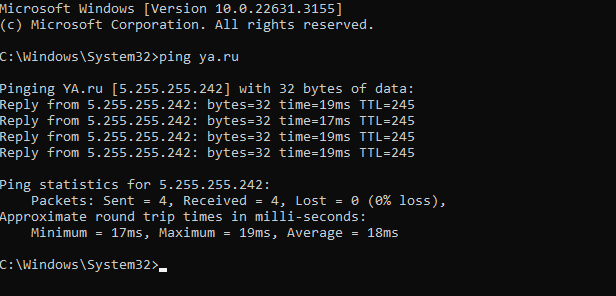 Microsoft Windows [Version 10.0.22631.3155]
(c) Microsoft Corporation. All rights reserved.
C:\Windows\System32>ping ya.ru
Pinging YA.ru [5.255.255.242] with 32 bytes of data:
Reply from 5.255.255.242: bytes=32 time=19ms TTL=245
Reply from 5.255.255.242: bytes=32 time=17ms TTL=245
Reply from 5.255.255.242: bytes=32 time=19ms TTL=245
Reply from 5.255.255.242: bytes=32 time=19ms TTL=245
Ping statistics for 5.255.255.242:
    Packets: Sent = 4, Received = 4, Lost = 0 (0% loss),
Approximate round trip times in milli-seconds:
    Minimum = 17ms, Maximum = 19ms, Average = 18ms
C:\Windows\System32>